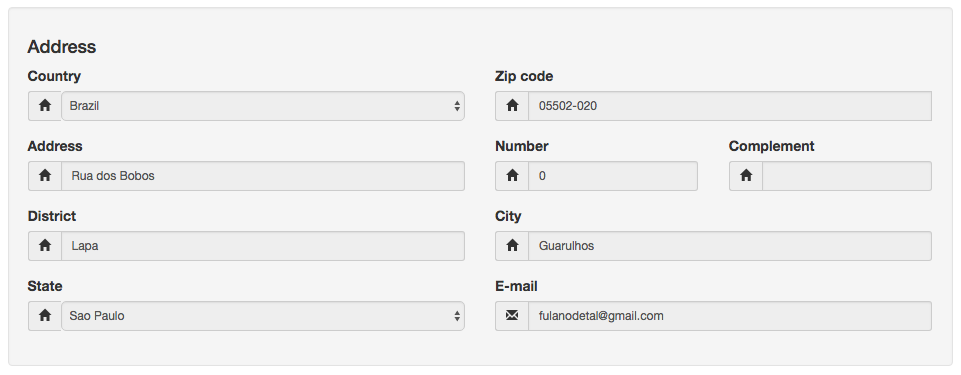 Address
Country
Zip code
Brazil
05502-020
Address
Number
Complement
Rua dos Bobos
0
District
City
Lapa
Guarulhos
State
E-mail
Sao Paulo
fulanodetal@gmail.com